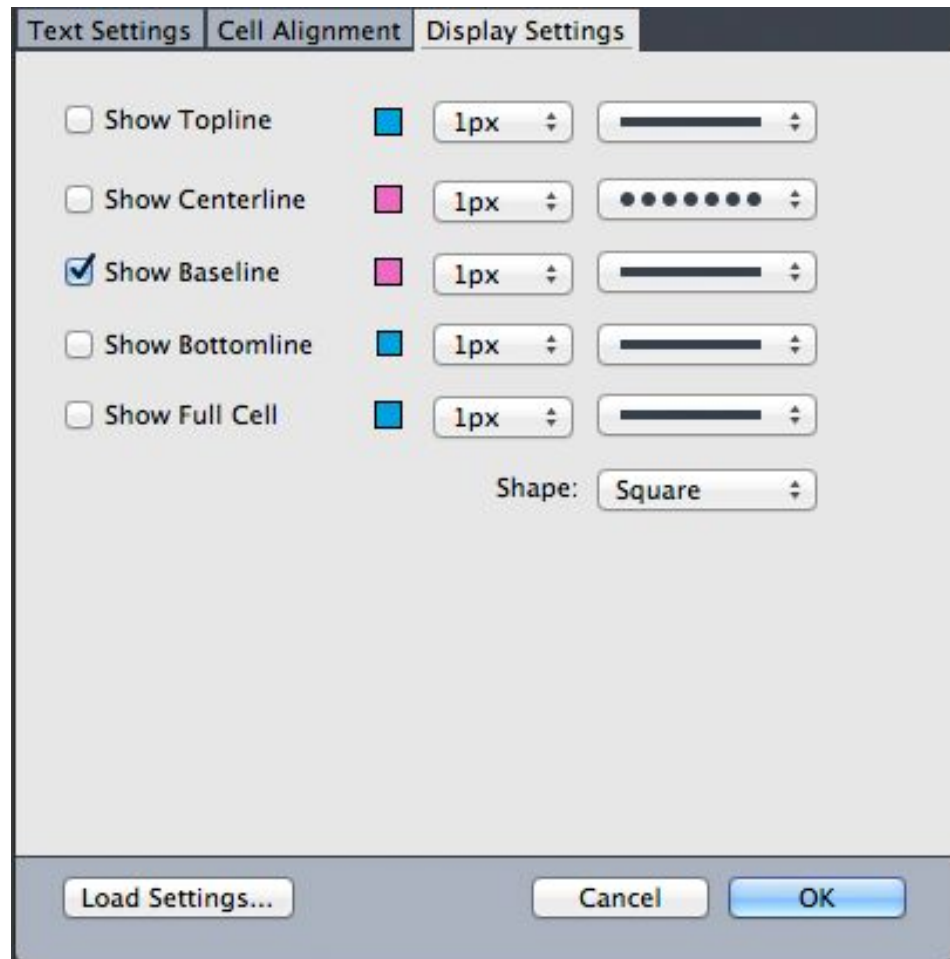 Text Settings Cell Alignment Display Settings
Show Topline 1px
Show Centerline 1px
Show Baseline 1px
Show Bottomline 1px
Show Full Cell 1px
Shape: Square
Load Settings... Cancel OK